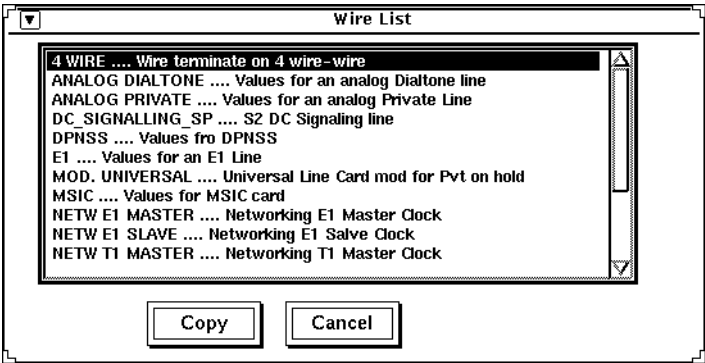 Wire List
4 WIRE .... Wire terminate on 4 wire-wire
ANALOG DIALTONE .... Values for an analog Dialtone line
ANALOG PRIVATE .... Values for an analog Private Line
DC_SIGNALLING_SP .... S2 DC Signaling line
DPNSS .... Values fro DPNSS
E1 .... Values for an E1 Line
MOD. UNIVERSAL .... Universal Line Card mod for Pvt on hold
MSIC .... Values for MSIC card
NETW E1 MASTER .... Networking E1 Master Clock
NETW E1 SLAVE .... Networking E1 Salve Clock
NETW T1 MASTER .... Networking T1 Master Clock
Copy Cancel